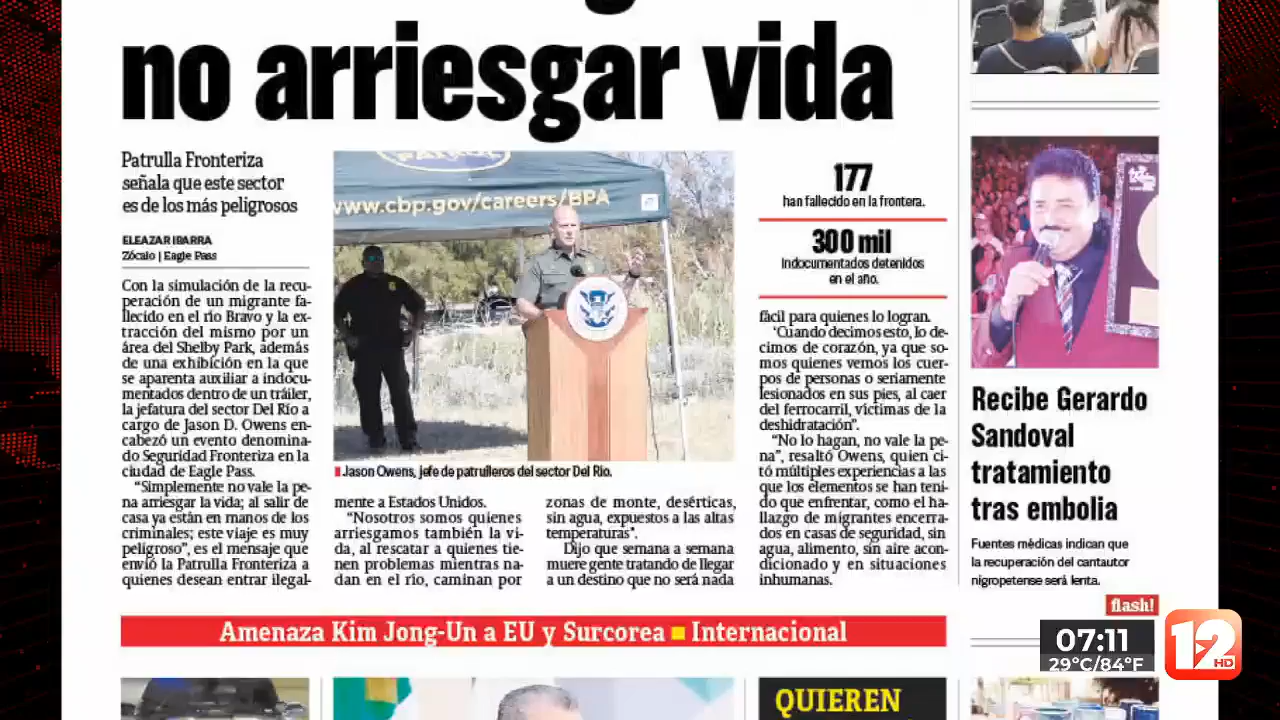 no arriesgar vida
Patrulla Fronteriza
señala que este sector
es de los más peligrosos
ELEAZAR IBARRA
Zócalo | Eagle Pass
Con la simulación de la recu-
peración de un migrante fa-
llecido en el río Bravo y la ex-
tracción del mismo por un
área del Shelby Park, además
de una exhibición en la que
se aparenta auxiliar a indocu-
mentados dentro de un tráiler,
la jefatura del sector Del Río a
cargo de Jason D. Owens en-
cabezó un evento denomina-
do Seguridad Fronteriza en la
ciudad de Eagle Pass.
"Simplemente no vale la pe-
na arriesgar la vida; al salir de
casa ya están en manos de los
criminales; este viaje es muy
peligroso", es el mensaje que
envió la Patrulla Fronteriza a
quienes desean entrar ilegal-
PATROL
www.cbp.gov/careers/BPA
Jason Owens, jefe de patrulleros del sector Del Río.
mente a Estados Unidos.
"Nosotros somos quienes
arriesgamos también la vi-
da, al rescatar a quienes tie-
nen problemas mientras na-
dan en el río, caminan por
zonas de monte, desérticas,
sin agua, expuestos a las altas
temperaturas".
Dijo que semana a semana
muere gente tratando de llegar
a un destino que no será nada
177
han fallecido en la frontera.
300 mil
indocumentados detenidos
en el año.
fácil para quienes lo logran.
"Cuando decimos esto, lo de-
cimos de corazón, ya que so-
mos quienes vemos los cuer-
pos de personas o seriamente
lesionados en sus pies, al caer
del ferrocarril, víctimas de la
deshidratación".
"No lo hagan, no vale la pe-
na", resaltó Owens, quien ci-
tó múltiples experiencias a las
que los elementos se han teni-
do que enfrentar, como el ha-
llazgo de migrantes encerra-
dos en casas de seguridad, sin
agua, alimento, sin aire acon-
dicionado y en situaciones
inhumanas.
Recibe Gerardo
Sandoval
tratamiento
tras embolia
Fuentes médicas indican que
la recuperación del cantautor
nigropetense será lenta.
flash!
Amenaza Kim Jong-Un a EU y Surcorea Internacional
QUIEREN
07:11
29°C/84°F
12
HD